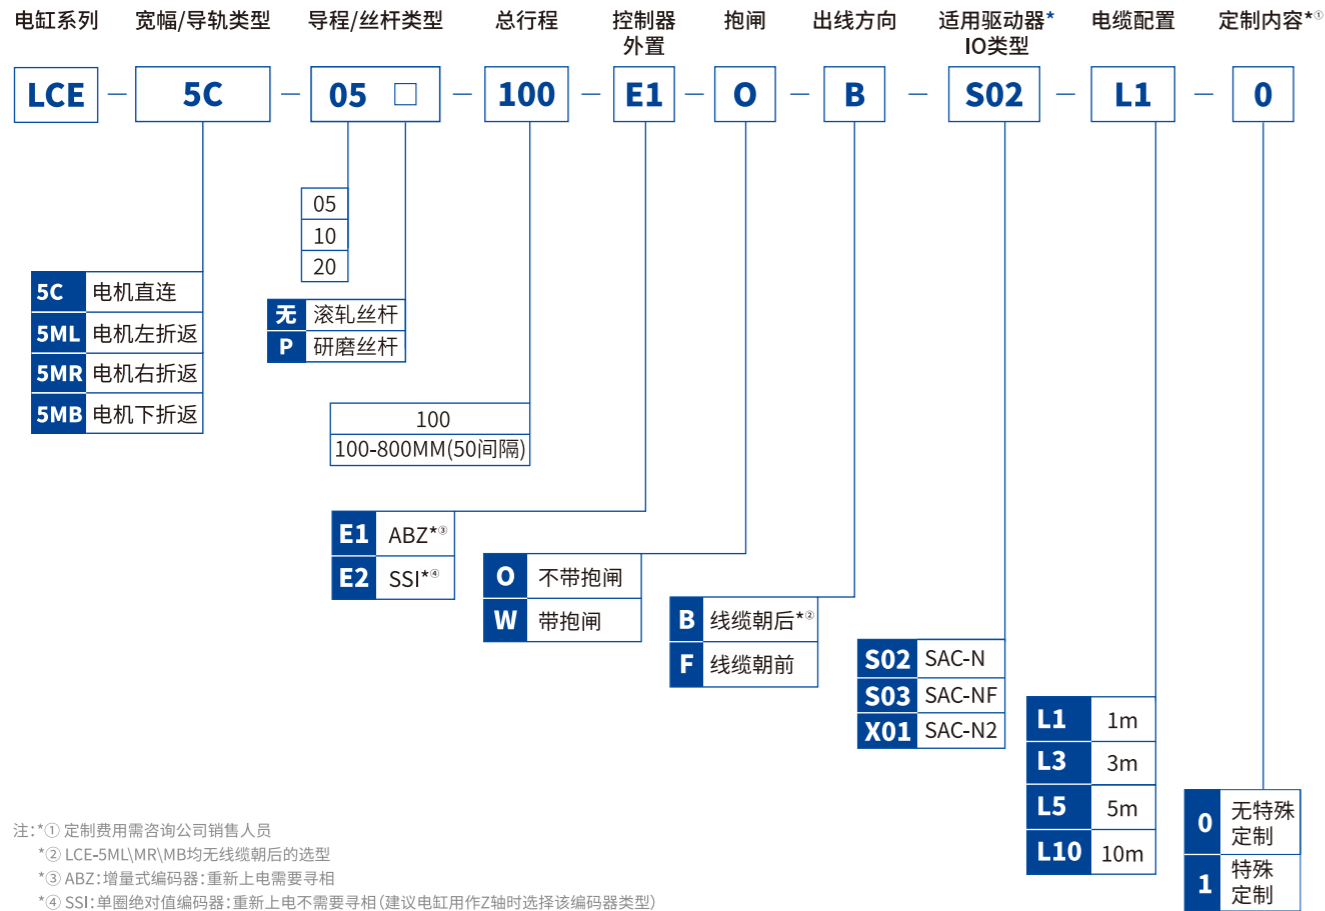 电缸系列 宽幅/导轨类型 导程/丝杆类型 总行程 控制器 抱闸 出线方向 适用驱动器* 电缆配置 定制内容*①
外置 IO类型
LCE — 5C — 05 □ — 100 — E1 — O — B — S02 — L1 — 0
05
10
20
5C 电机直连
5ML 电机左折返
5MR 电机右折返
5MB 电机下折返
无 滚轧丝杆
P 研磨丝杆
100
100-800MM(50间隔)
E1 ABZ*③
E2 SSI*④
O 不带抱闸
W 带抱闸
B 线缆朝后*②
F 线缆朝前
S02 SAC-N
S03 SAC-NF
X01 SAC-N2
L1 1m
L3 3m
L5 5m
L10 10m
0 无特殊
定制
1 特殊
定制
注:*① 定制费用需咨询公司销售人员
*② LCE-5ML\MR\MB均无线缆朝后的选型
*③ ABZ:增量式编码器:重新上电需要寻相
*④ SSI:单圈绝对值编码器:重新上电不需要寻相(建议电缸用作Z轴时选择该编码器类型)